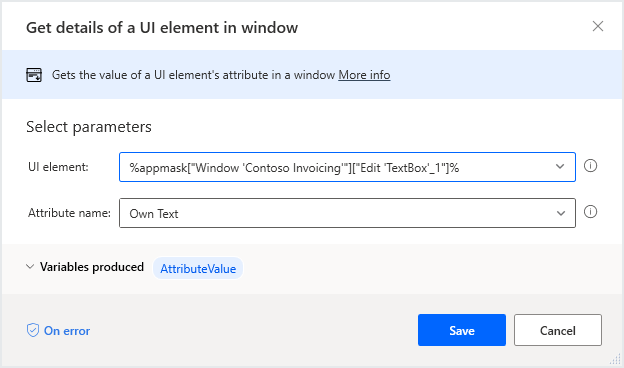 Get details of a UI element in window
Gets the value of a UI element's attribute in a window More info
Select parameters
UI element: %appmask["Window 'Contoso Invoicing'"]["Edit 'TextBox'_1"]%
Attribute name: Own Text
Variables produced AttributeValue
On error Save Cancel